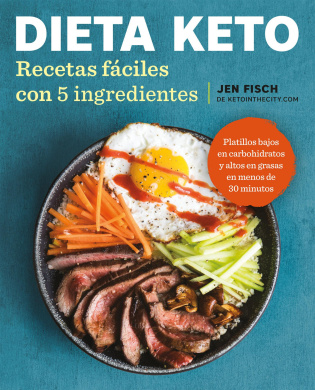 DIETA KETO
Recetas fáciles
con 5 ingredientes
JEN FISCH
DE KETOINTHECITY.COM
Platillos bajos
en carbohidratos
y altos en grasas
en menos de
30 minutos